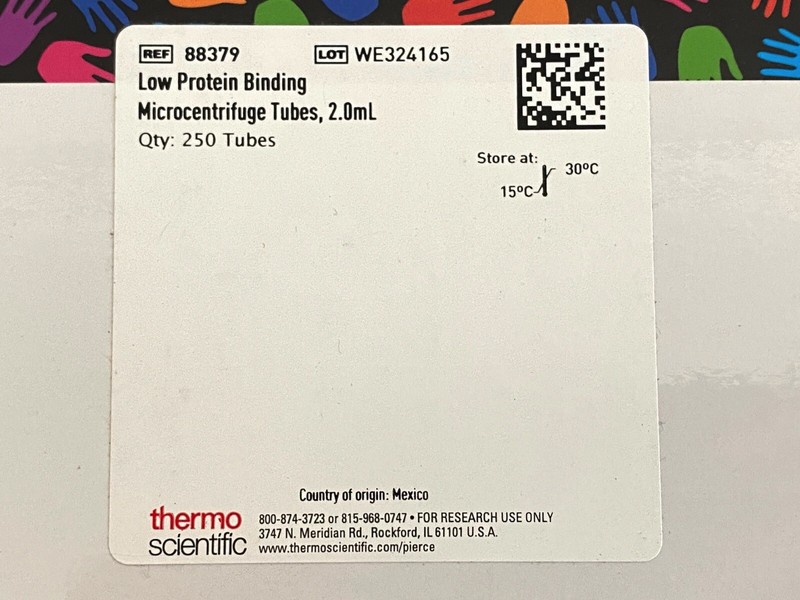 REF 88379 LOT WE324165
Low Protein Binding
Microcentrifuge Tubes, 2.0mL
Qty: 250 Tubes
Store at:
30ºC
15ºC
Country of origin: Mexico
thermo
scientific
800-874-3723 or 815-968-0747 • FOR RESEARCH USE ONLY
3747 N. Meridian Rd., Rockford, IL 61101 U.S.A.
www.thermoscientific.com/pierce